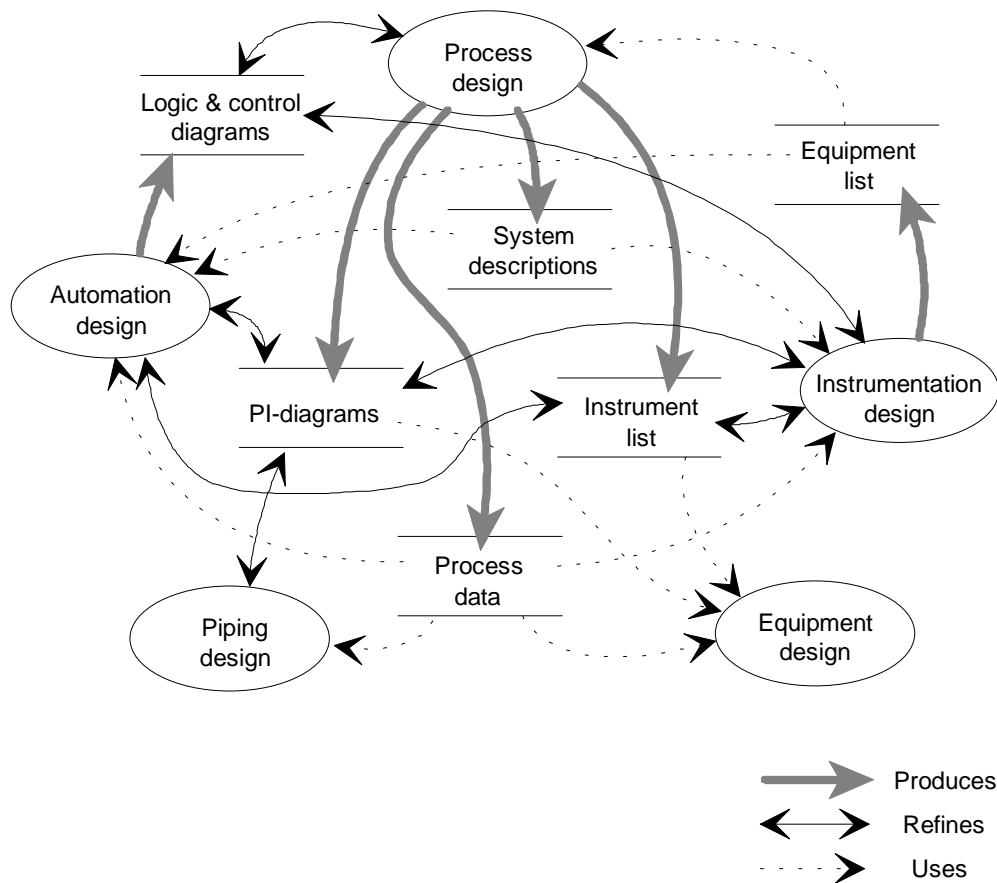 Process
design
Logic & control
diagrams
Equipment
list
System
descriptions
Automation
design
Instrumentation
design
PI-diagrams
Instrument
list
Process
data
Piping
design
Equipment
design
Produces
Refines
Uses